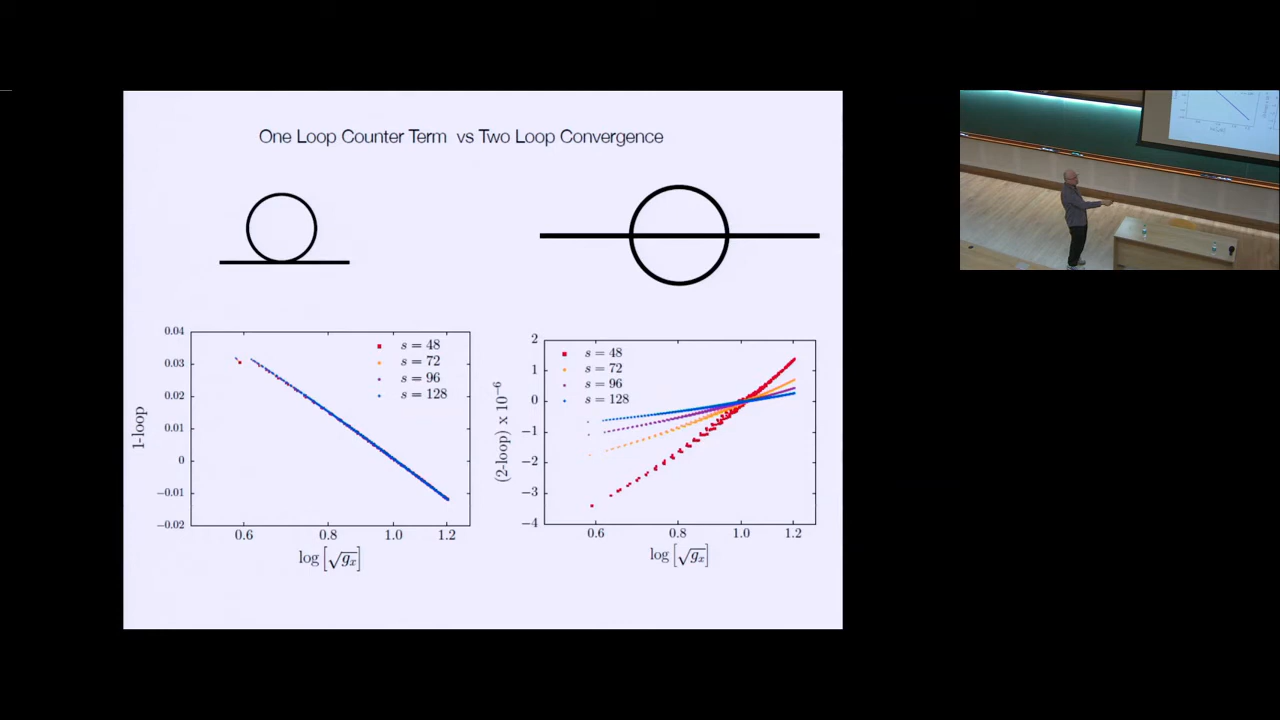 One Loop Counter Term vs Two Loop Convergence
0.04
0.03
0.02
0.01
0
−0.01
−0.02
1-loop
s = 48
s = 72
s = 96
s = 128
0.6
0.8
1.0
1.2
log [√gₓ]
2
1
0
−1
−2
−3
−4
(2-loop) x 10⁻⁶
s = 48
s = 72
s = 96
s = 128
0.6
0.8
1.0
1.2
log [√gₓ]